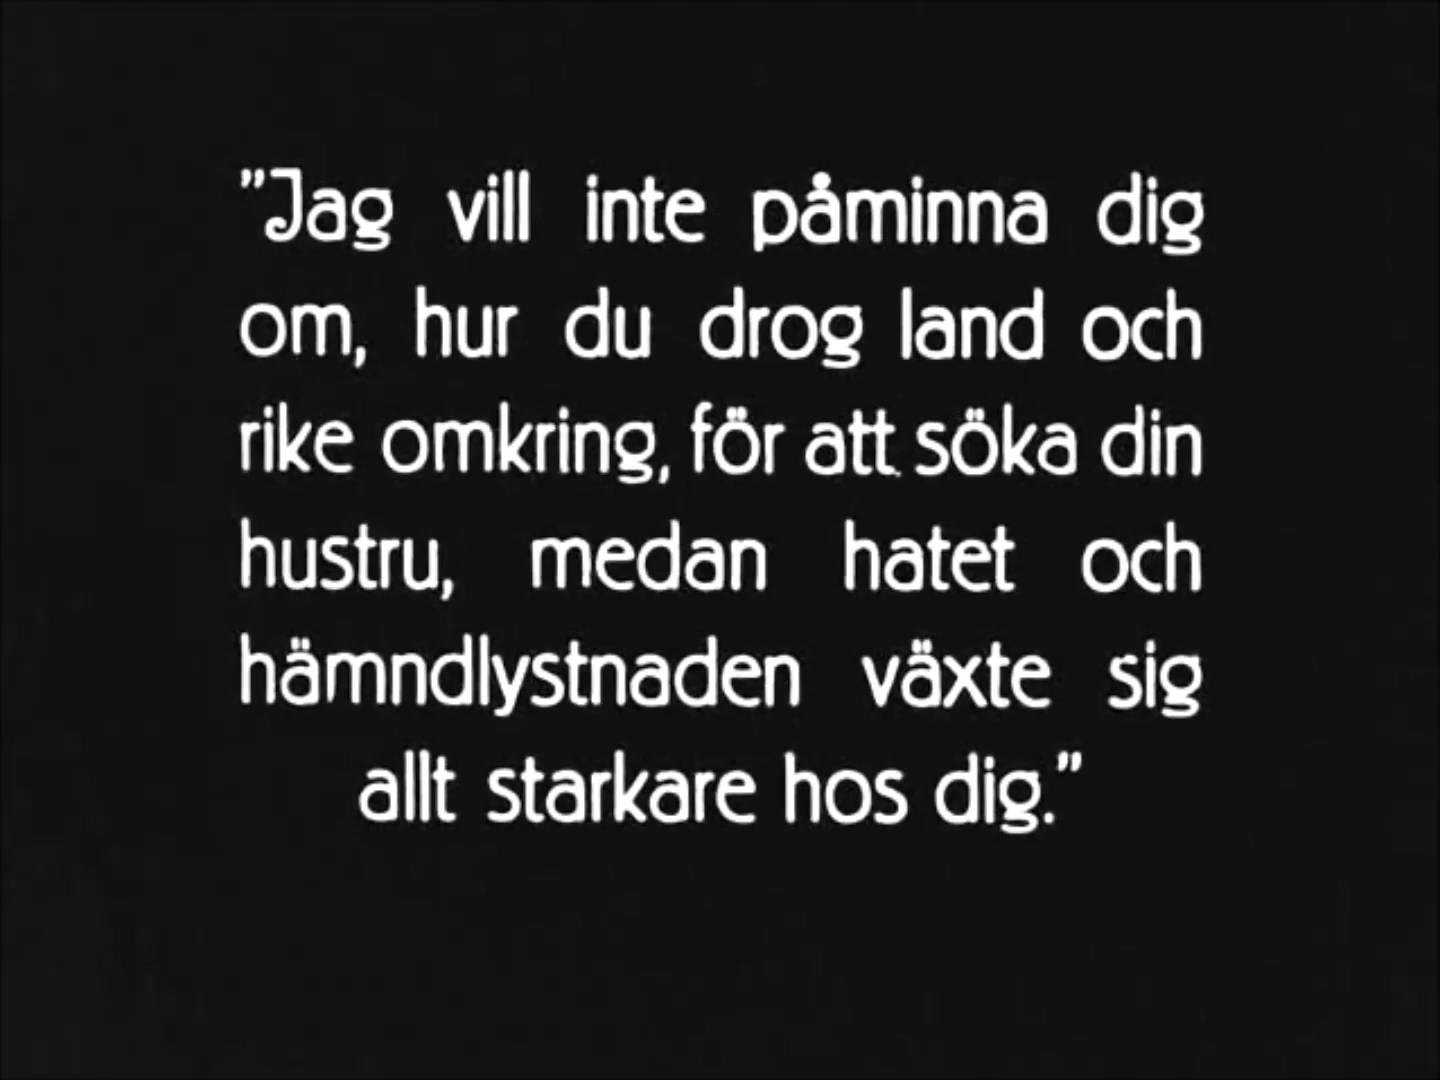 "Jag vill inte påminna dig
om, hur du drog land och
rike omkring, för att söka din
hustru, medan hatet och
hämndlystnaden växte sig
allt starkare hos dig."